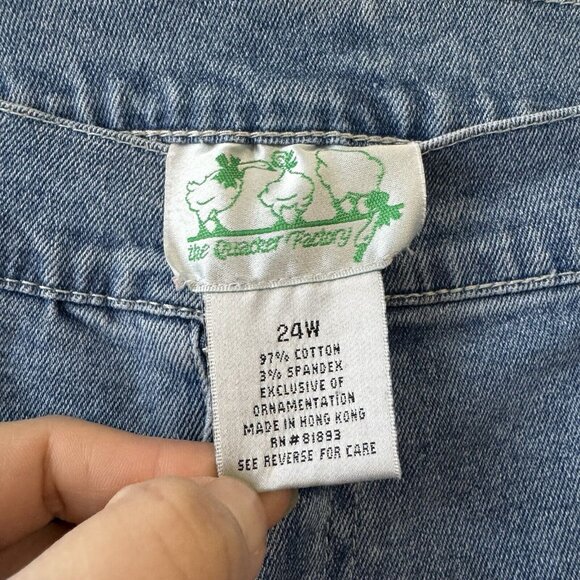 the Quacker Factory
24W
97% COTTON
3% SPANDEX
EXCLUSIVE OF
ORNAMENTATION
MADE IN HONG KONG
RN#81893
SEE REVERSE FOR CARE